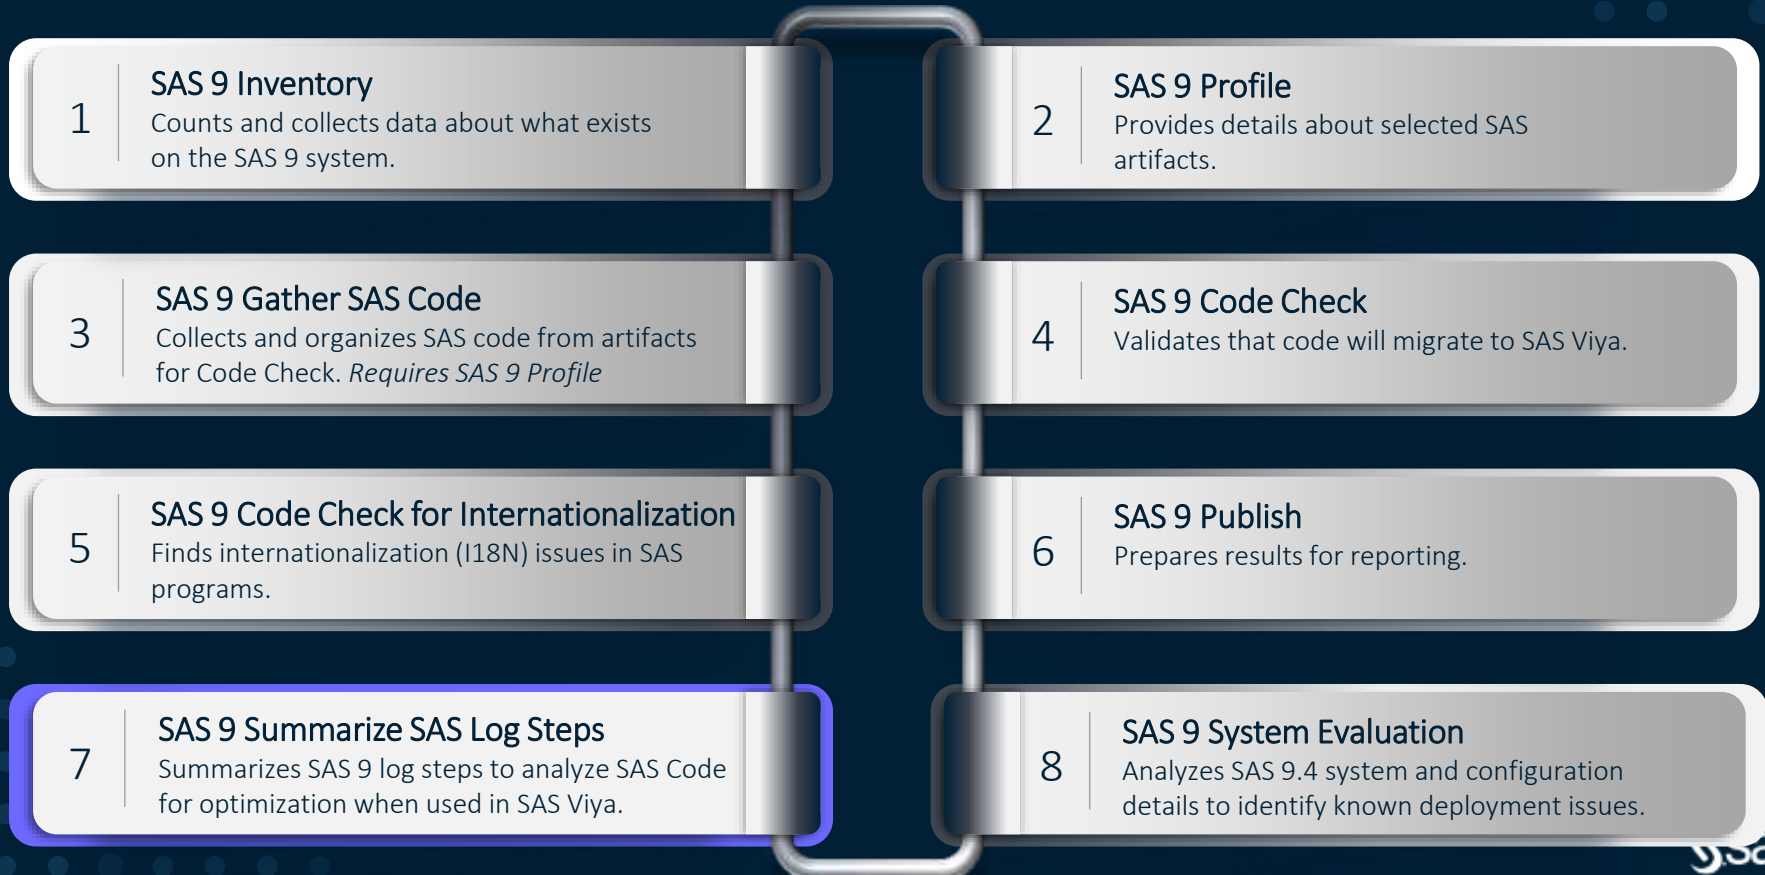 1
SAS 9 Inventory
Counts and collects data about what exists
on the SAS 9 system.
2
SAS 9 Profile
Provides details about selected SAS
artifacts.
3
SAS 9 Gather SAS Code
Collects and organizes SAS code from artifacts
for Code Check. Requires SAS 9 Profile
4
SAS 9 Code Check
Validates that code will migrate to SAS Viya.
5
SAS 9 Code Check for Internationalization
Finds internationalization (I18N) issues in SAS
programs.
6
SAS 9 Publish
Prepares results for reporting.
7
SAS 9 Summarize SAS Log Steps
Summarizes SAS 9 log steps to analyze SAS Code
for optimization when used in SAS Viya.
8
SAS 9 System Evaluation
Analyzes SAS 9.4 system and configuration
details to identify known deployment issues.